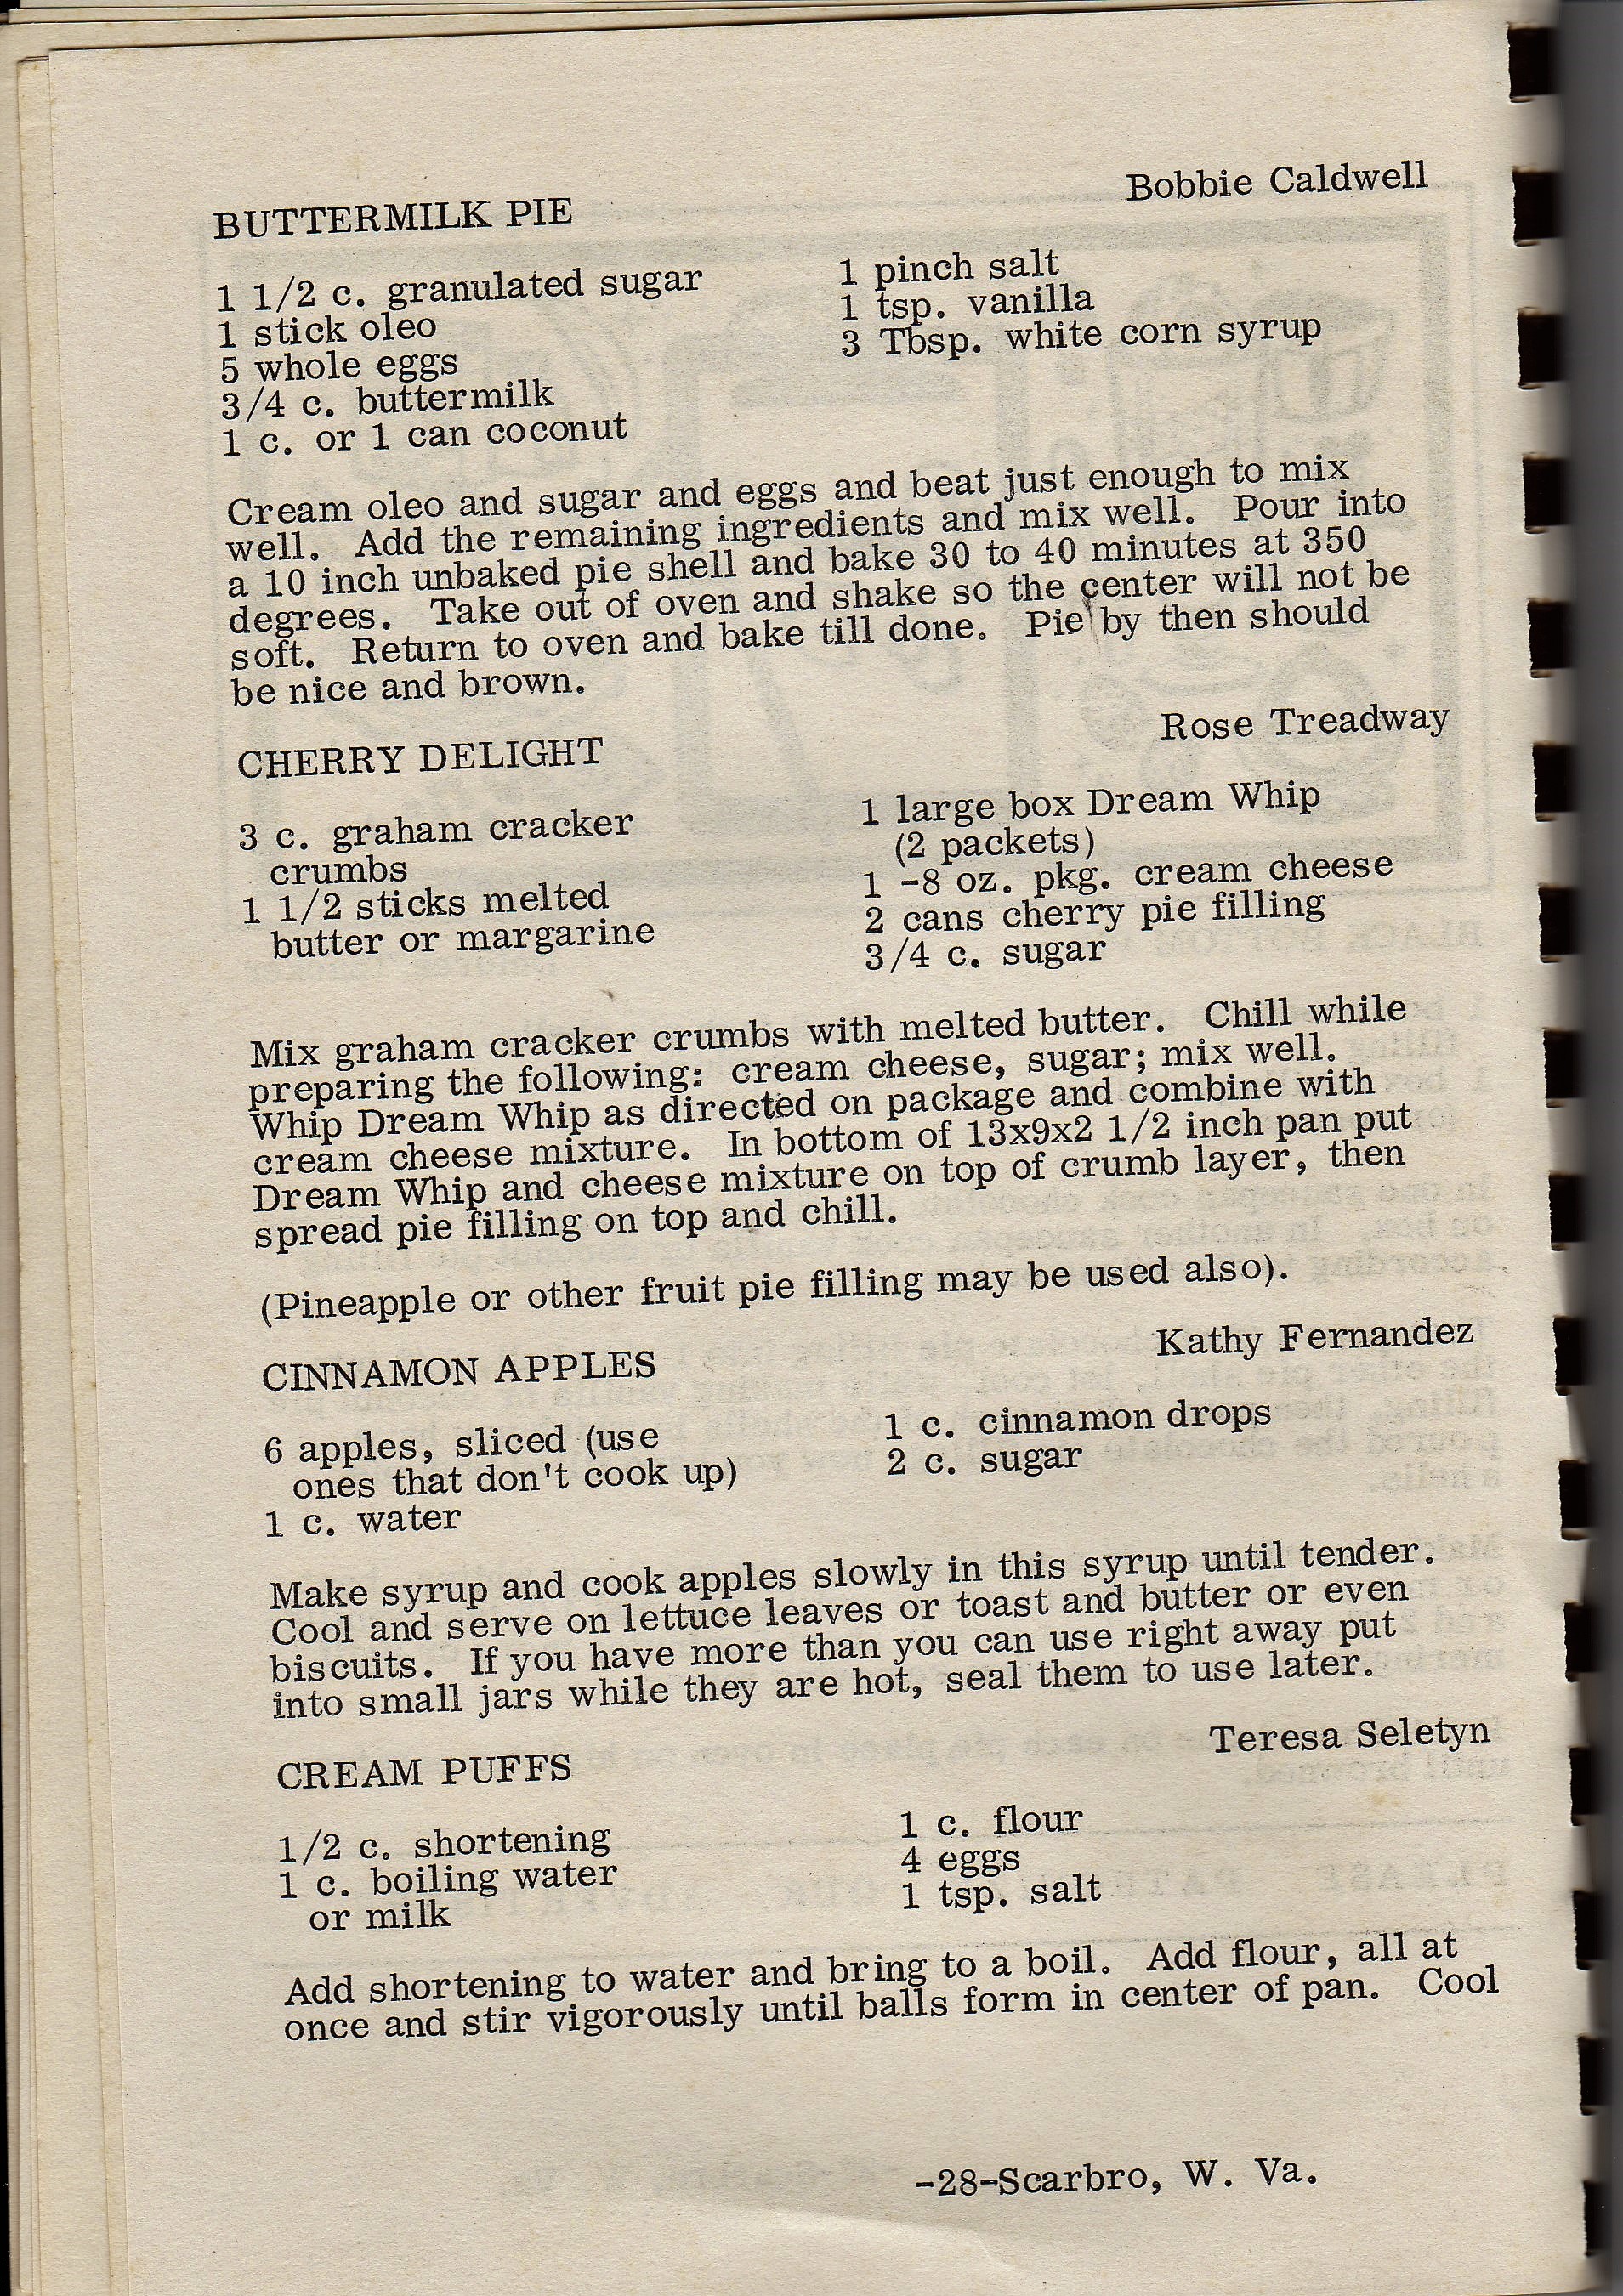 Bobbie Caldwell
BUTTERMILK PIE
1 1/2 c. granulated sugar
1 stick oleo
5 whole eggs
3/4 c. buttermilk
1 c. or 1 can coconut
1 pinch salt
1 tsp. vanilla
3 Tbsp. white corn syrup
Cream oleo and sugar and eggs and beat just enough to mix
well. Add the remaining ingredients and mix well. Pour into
a 10 inch unbaked pie shell and bake 30 to 40 minutes at 350
degrees. Take out of oven and shake so the center will not be
soft. Return to oven and bake till done. Pie by then should
be nice and brown.
Rose Treadway
CHERRY DELIGHT
3 c. graham cracker
crumbs
1 1/2 sticks melted
butter or margarine
1 large box Dream Whip
(2 packets)
1 -8 oz. pkg. cream cheese
2 cans cherry pie filling
3/4 c. sugar
Mix graham cracker crumbs with melted butter. Chill while
preparing the following: cream cheese, sugar; mix well.
Whip Dream Whip as directed on package and combine with
cream cheese mixture. In bottom of 13x9x2 1/2 inch pan put
Dream Whip and cheese mixture on top of crumb layer, then
spread pie filling on top and chill.
(Pineapple or other fruit pie filling may be used also).
Kathy Fernandez
CINNAMON APPLES
6 apples, sliced (use
ones that don't cook up)
1 c. water
1 c. cinnamon drops
2 c. sugar
Make syrup and cook apples slowly in this syrup until tender.
Cool and serve on lettuce leaves or toast and butter or even
biscuits. If you have more than you can use right away put
into small jars while they are hot, seal them to use later.
Teresa Seletyn
CREAM PUFFS
1/2 c. shortening
1 c. boiling water
or milk
1 c. flour
4 eggs
1 tsp. salt
Add shortening to water and bring to a boil. Add flour, all at
once and stir vigorously until balls form in center of pan. Cool
-28-Scarbro, W. Va.